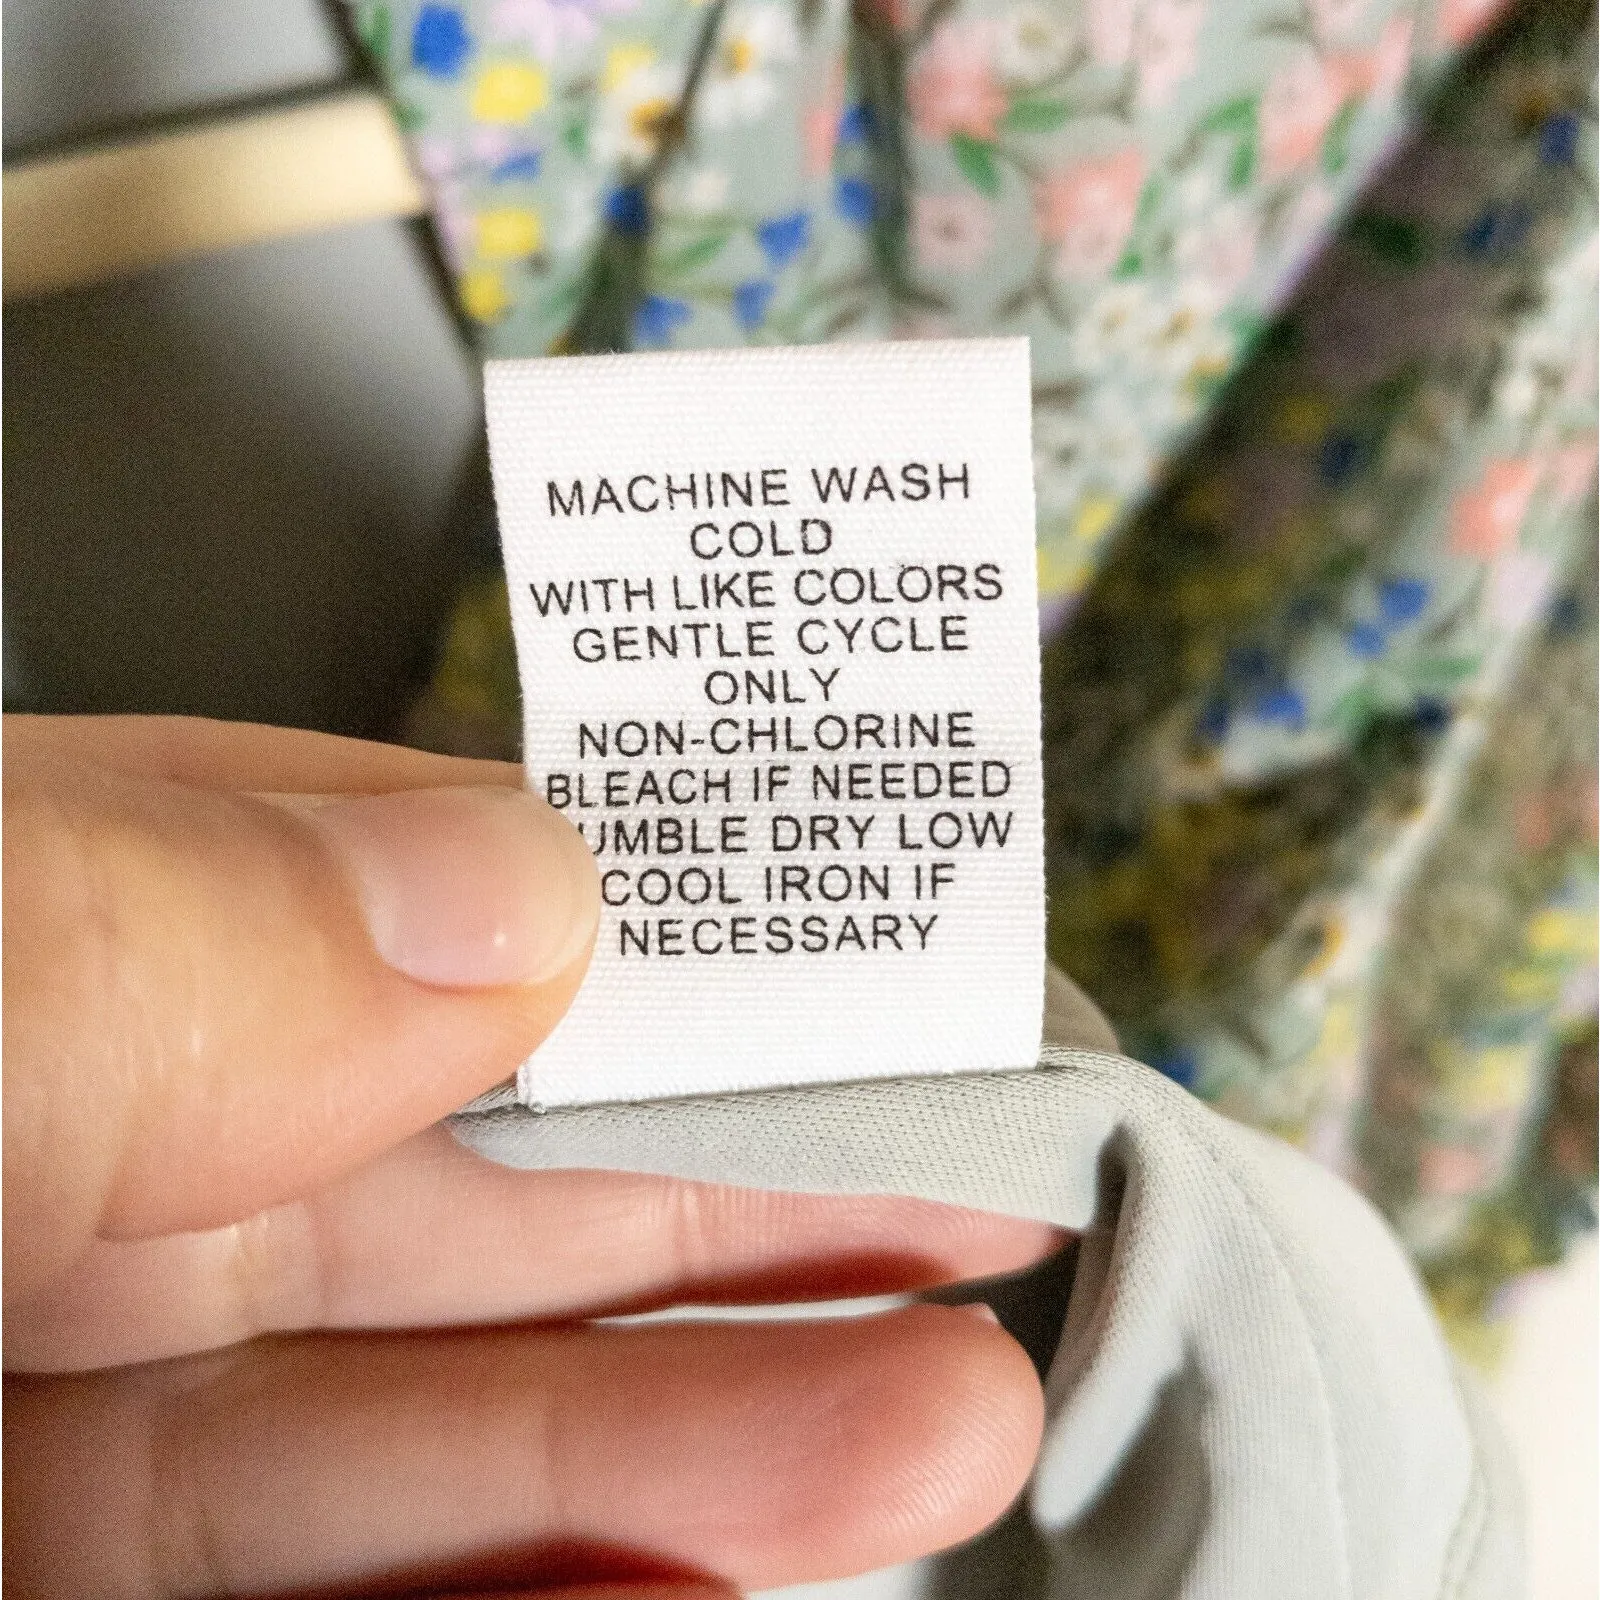 MACHINE WASH
COLD
WITH LIKE COLORS
GENTLE CYCLE
ONLY
NON-CHLORINE
BLEACH IF NEEDED
UMBLE DRY LOW
COOL IRON IF
NECESSARY